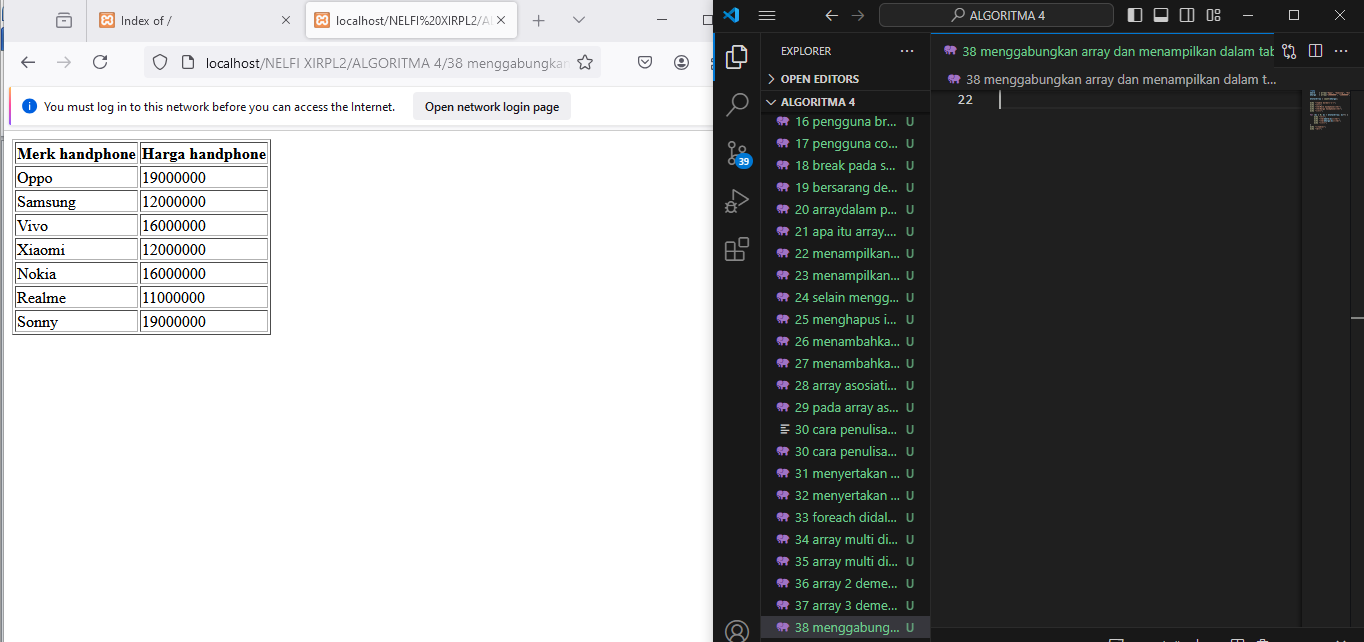 Index of /
localhost/NELFI%20XIRPL2/AL
localhost/NELFI XIRPL2/ALGORITMA 4/38 menggabungkan
You must log in to this network before you can access the Internet.
Open network login page
Merk handphone Harga handphone
Oppo 19000000
Samsung 12000000
Vivo 16000000
Xiaomi 12000000
Nokia 16000000
Realme 11000000
Sonny 19000000
ALGORITMA 4
EXPLORER
OPEN EDITORS
ALGORITMA 4
16 pengguna br... U
17 pengguna co... U
18 break pada s... U
19 bersarang de... U
20 arraydalam p... U
21 apa itu array.... U
22 menampilkan... U
23 menampilkan... U
24 selain mengg... U
25 menghapus i... U
26 menambahka... U
27 menambahka... U
28 array asosiati... U
29 pada array as... U
30 cara penulisa... U
30 cara penulisa... U
31 menyertakan ... U
32 menyertakan ... U
33 foreach didal... U
34 array multi di... U
35 array multi di... U
36 array 2 deme... U
37 array 3 deme... U
38 menggabung... U
39
38 menggabungkan array dan menampilkan dalam tab
38 menggabungkan array dan menampilkan dalam t...
22